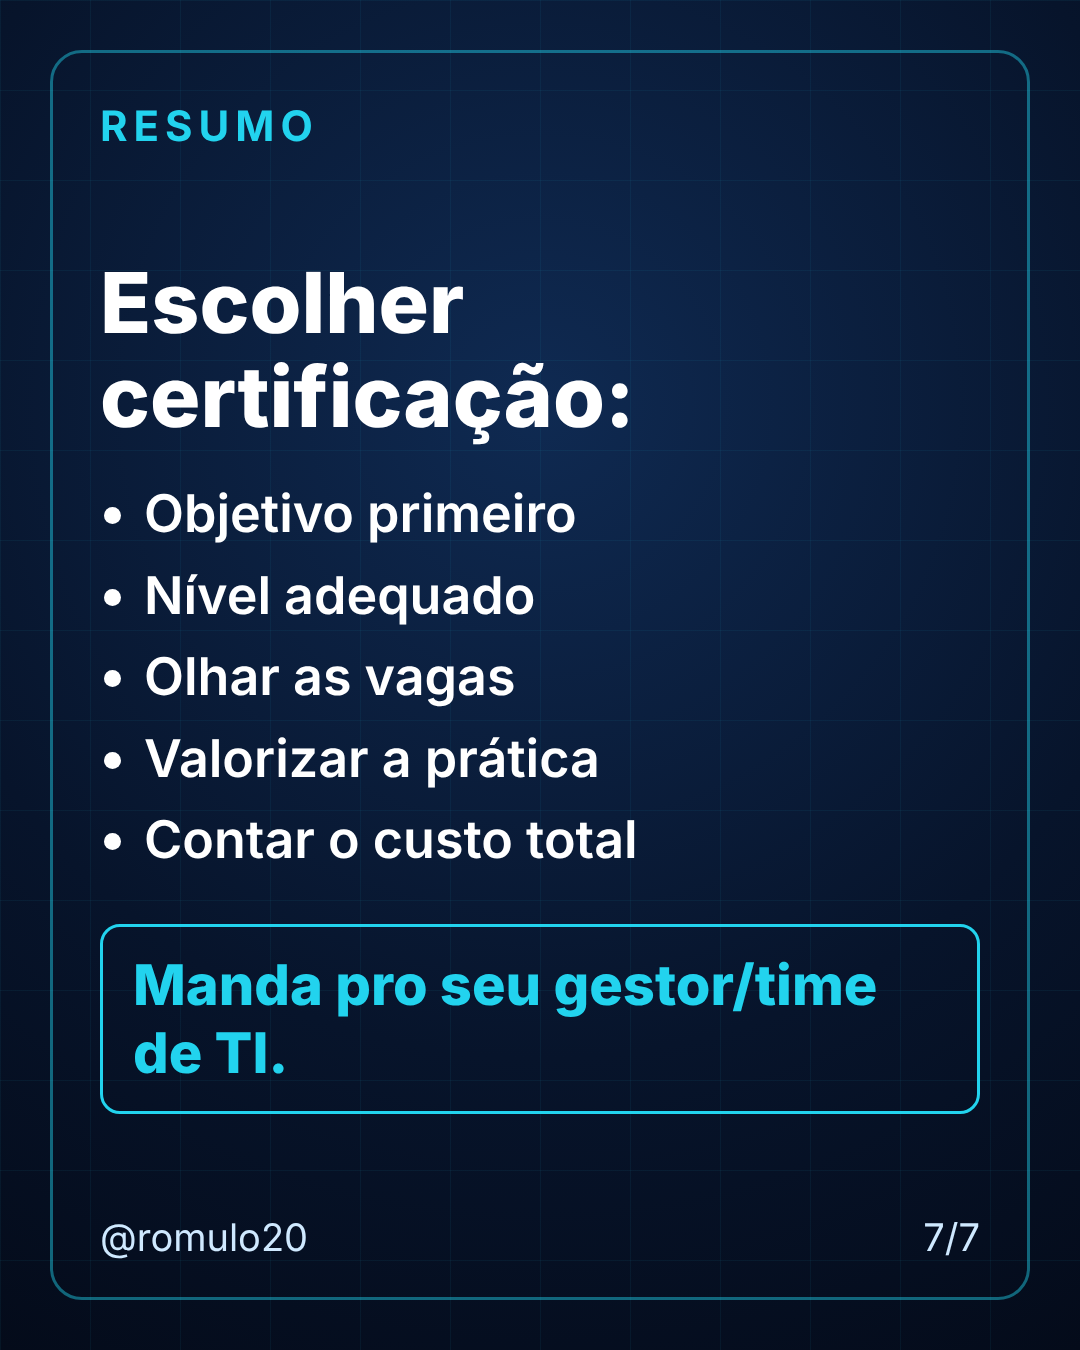 RESUMO
Escolher
certificação:
• Objetivo primeiro
• Nível adequado
• Olhar as vagas
• Valorizar a prática
• Contar o custo total
Manda pro seu gestor/time
de TI.
@romulo20
7/7